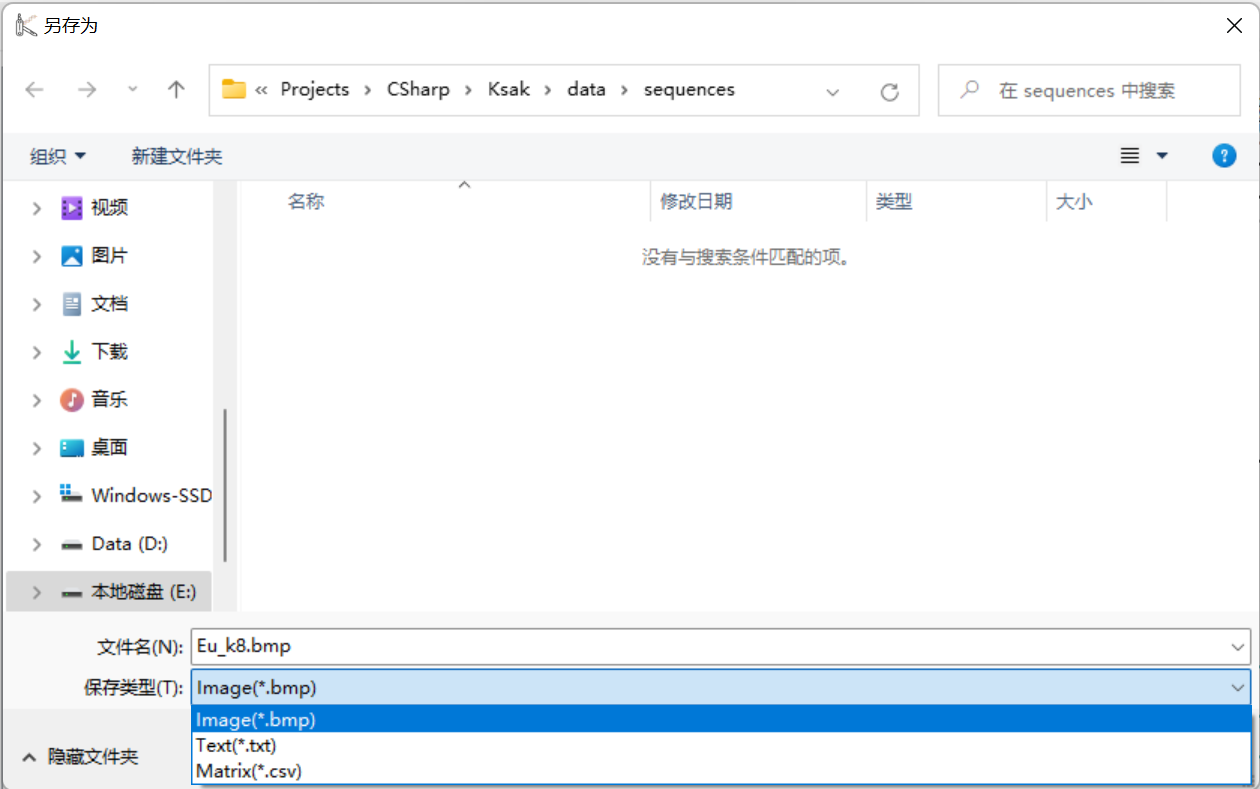 另存为
« Projects › CSharp › Ksak › data › sequences
在 sequences 中搜索
组织 新建文件夹
?
名称 修改日期 类型 大小
没有与搜索条件匹配的项。
视频
图片
文档
下载
音乐
桌面
Windows-SSD
Data (D:)
本地磁盘 (E:)
文件名(N): Eu_k8.bmp
保存类型(T): Image(*.bmp)
Image(*.bmp)
Text(*.txt)
Matrix(*.csv)
隐藏文件夹